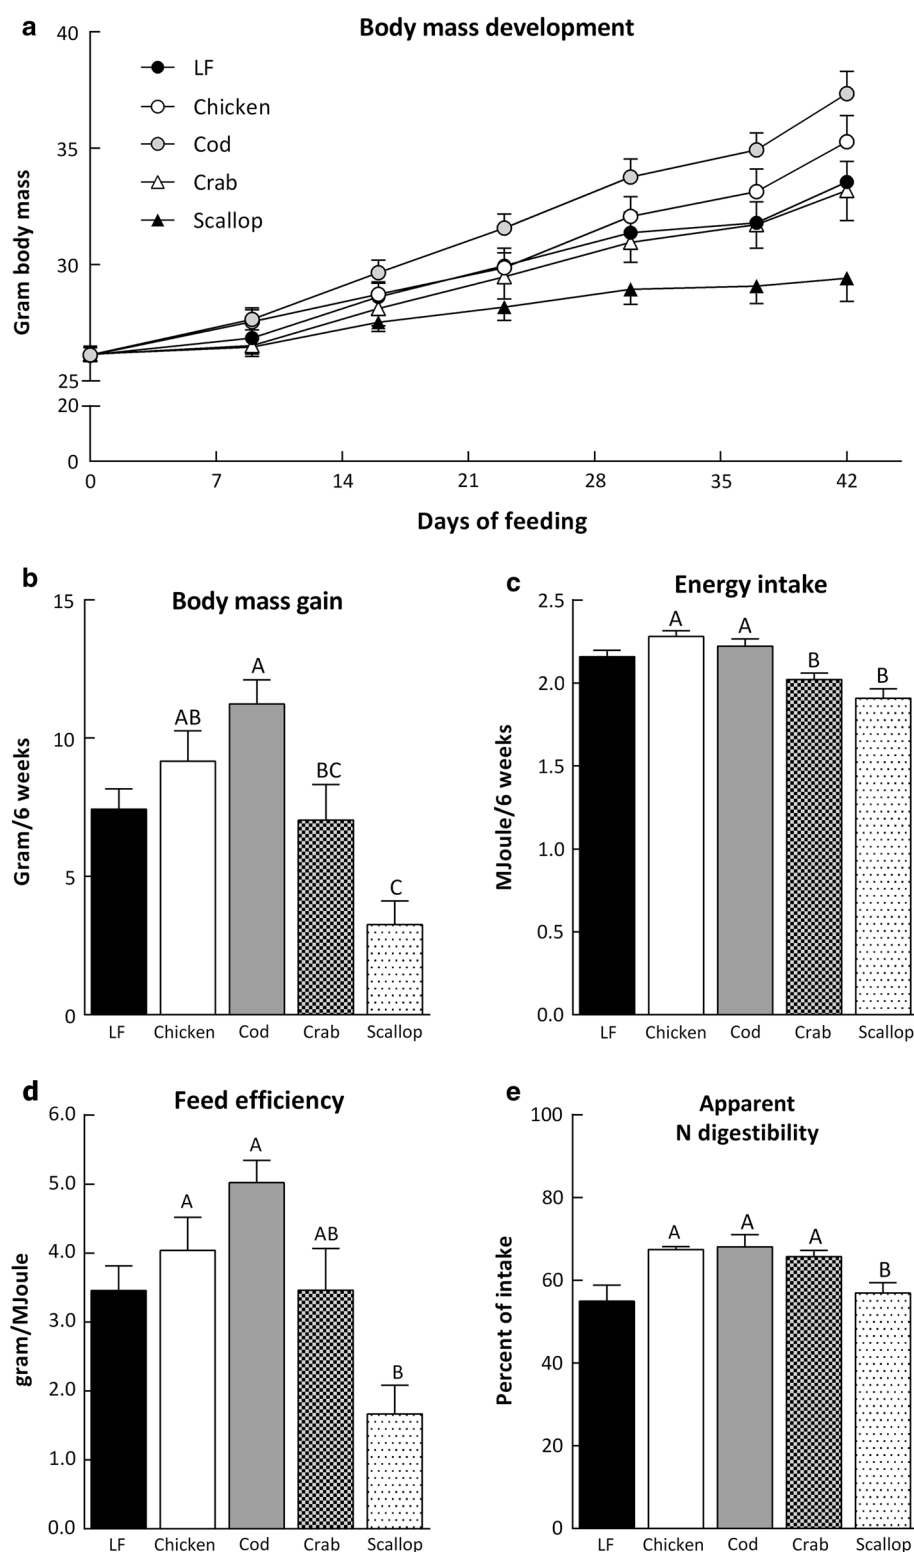 a
Body mass development
40
35
30
25
20
0
Gram body mass
LF
Chicken
Cod
Crab
Scallop
0 7 14 21 28 35 42
Days of feeding
b
Body mass gain
15
10
5
0
Gram/6 weeks
AB
A
BC
C
LF Chicken Cod Crab Scallop
c
Energy intake
2.5
2.0
1.5
1.0
0.5
0.0
MJoule/6 weeks
A
A
B
B
LF Chicken Cod Crab Scallop
d
Feed efficiency
6.0
5.0
4.0
3.0
2.0
1.0
0.0
gram/MJoule
A
A
AB
B
LF Chicken Cod Crab Scallop
e
Apparent
N digestibility
100
80
60
40
20
0
Percent of intake
A
A
A
B
LF Chicken Cod Crab Scallop